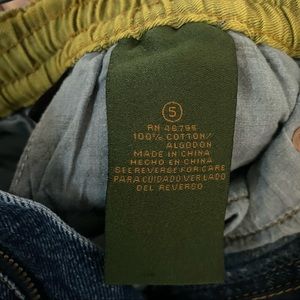 5
RN 46795
100% COTTON/
ALGODON
MADE IN CHINA
HECHO EN CHINA
SEE REVERSE FOR CARE
PARA CUIDADO VER LADO
DEL REVERSO